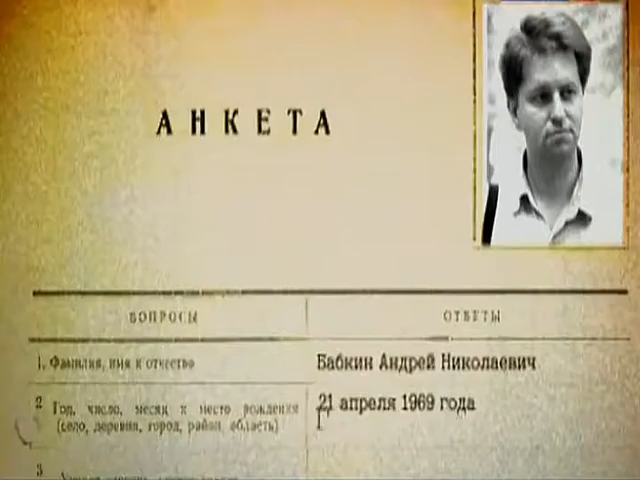 АНКЕТА
ВОПРОСЫ ОТВЕТЫ
1. Фамилия, имя и отчество Бабкин Андрей Николаевич
2 Год, число, месяц и место рождения 21 апреля 1969 года
(село, деревня, город, район, область)
3